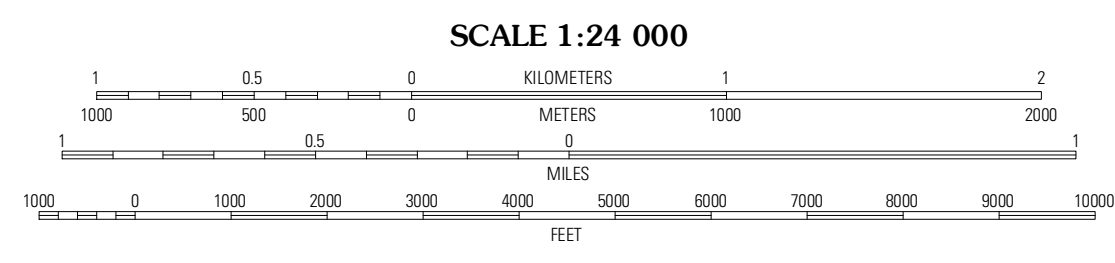 SCALE 1:24 000
1 0.5 0 KILOMETERS 1 2
1000 500 0 METERS 1000 2000
1 0.5 0 1
MILES
1000 0 1000 2000 3000 4000 5000 6000 7000 8000 9000 10000
FEET